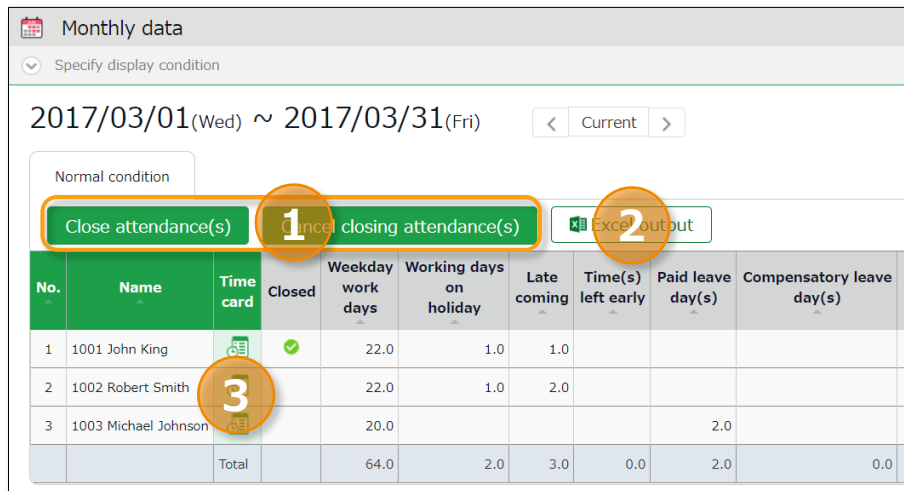 Monthly data
Specify display condition
2017/03/01(Wed) ~ 2017/03/31(Fri) < Current >
Normal condition
Close attendance(s) 1 Cancel closing attendance(s) 2 Excel output
No. Name Time card Closed Weekday work days Working days on holiday Late coming Time(s) left early Paid leave day(s) Compensatory leave day(s)
1 1001 John King 22.0 1.0 1.0
2 1002 Robert Smith 22.0 1.0 2.0
3
3 1003 Michael Johnson 20.0 2.0
Total 64.0 2.0 3.0 0.0 2.0 0.0